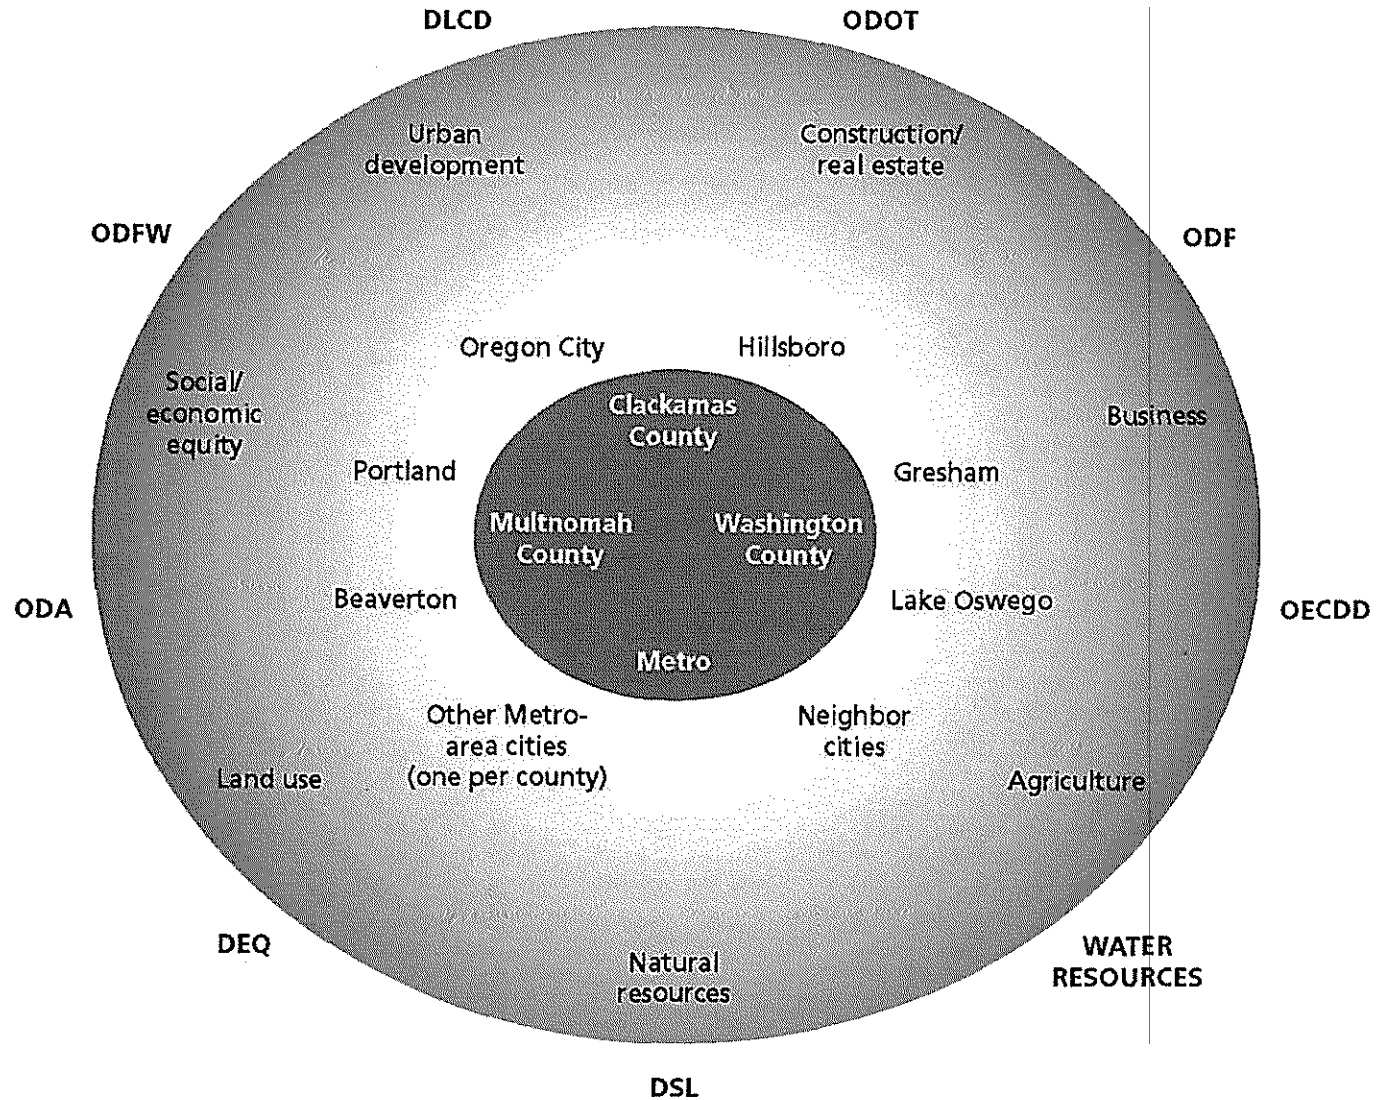 DLCD
ODOT
Urban
development
Construction/
real estate
ODFW
ODF
Oregon City
Hillsboro
Social/
economic
equity
Clackamas
County
Business
Portland
Gresham
Multnomah
County
Washington
County
ODA
Beaverton
Lake Oswego
OECDD
Metro
Other Metro-
area cities
(one per county)
Neighbor
cities
Land use
Agriculture
DEQ
WATER
RESOURCES
Natural
resources
DSL